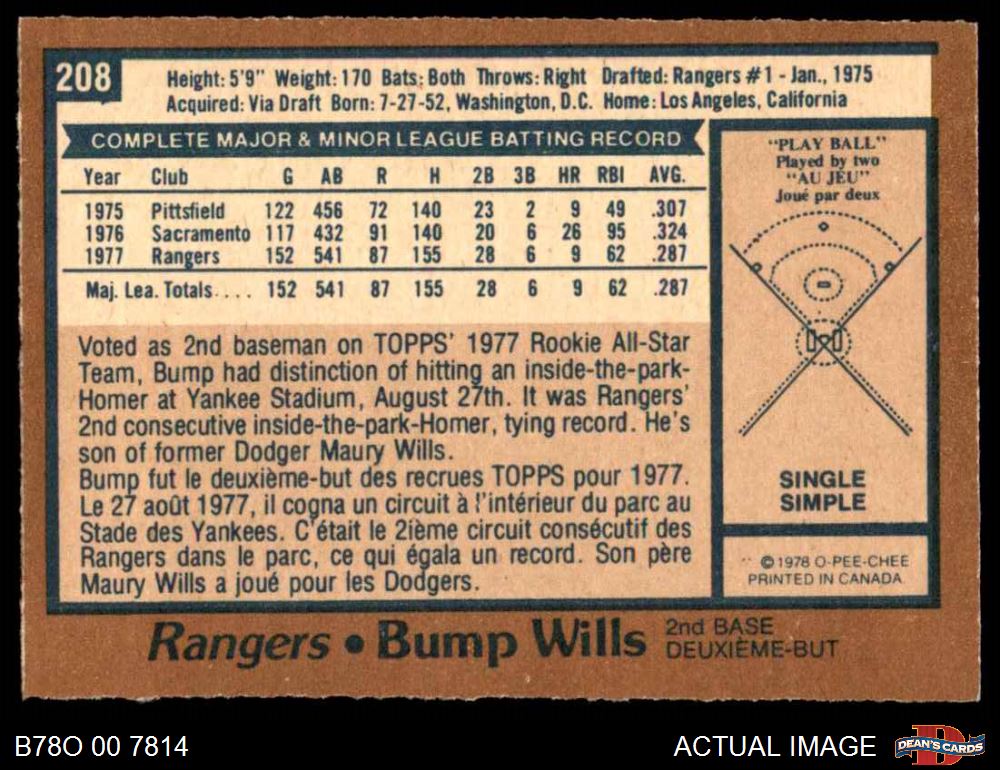 208
Height: 5'9" Weight: 170 Bats: Both Throws: Right Drafted: Rangers #1 - Jan., 1975
Acquired: Via Draft Born: 7-27-52, Washington, D.C. Home: Los Angeles, California
COMPLETE MAJOR & MINOR LEAGUE BATTING RECORD
Year Club G AB R H 2B 3B HR RBI AVG.
1975 Pittsfield 122 456 72 140 23 2 9 49 .307
1976 Sacramento 117 432 91 140 20 6 26 95 .324
1977 Rangers 152 541 87 155 28 6 9 62 .287
Maj. Lea. Totals.... 152 541 87 155 28 6 9 62 .287
Voted as 2nd baseman on TOPPS' 1977 Rookie All-Star
Team, Bump had distinction of hitting an inside-the-park-
Homer at Yankee Stadium, August 27th. It was Rangers'
2nd consecutive inside-the-park-Homer, tying record. He's
son of former Dodger Maury Wills.
Bump fut le deuxième-but des recrues TOPPS pour 1977.
Le 27 août 1977, il cogna un circuit à l'intérieur du parc au
Stade des Yankees. C'était le 2ième circuit consécutif des
Rangers dans le parc, ce qui égala un record. Son père
Maury Wills a joué pour les Dodgers.
"PLAY BALL"
Played by two
"AU JEU"
Joué par deux
SINGLE
SIMPLE
©1978 O-PEE-CHEE
PRINTED IN CANADA
Rangers • Bump Wills 2nd BASE
DEUXIÈME-BUT
B78O 00 7814
ACTUAL IMAGE
DEAN'S CARDS